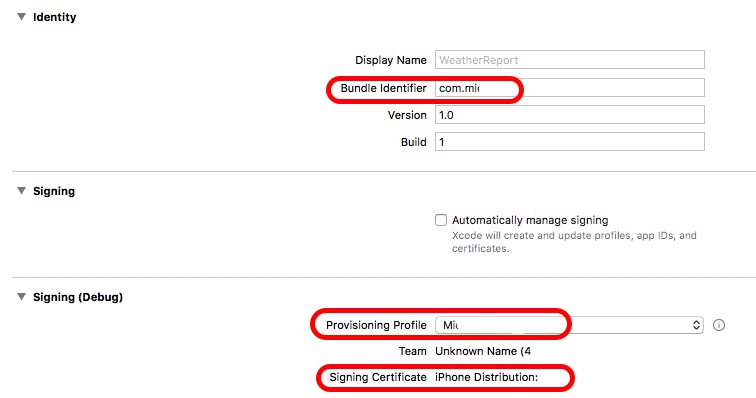 Identity
Display Name WeatherReport
Bundle Identifier com.mi
Version 1.0
Build 1
Signing
Automatically manage signing
Xcode will create and update profiles, app IDs, and
certificates.
Signing (Debug)
Provisioning Profile Mi
Team Unknown Name (4
Signing Certificate iPhone Distribution: